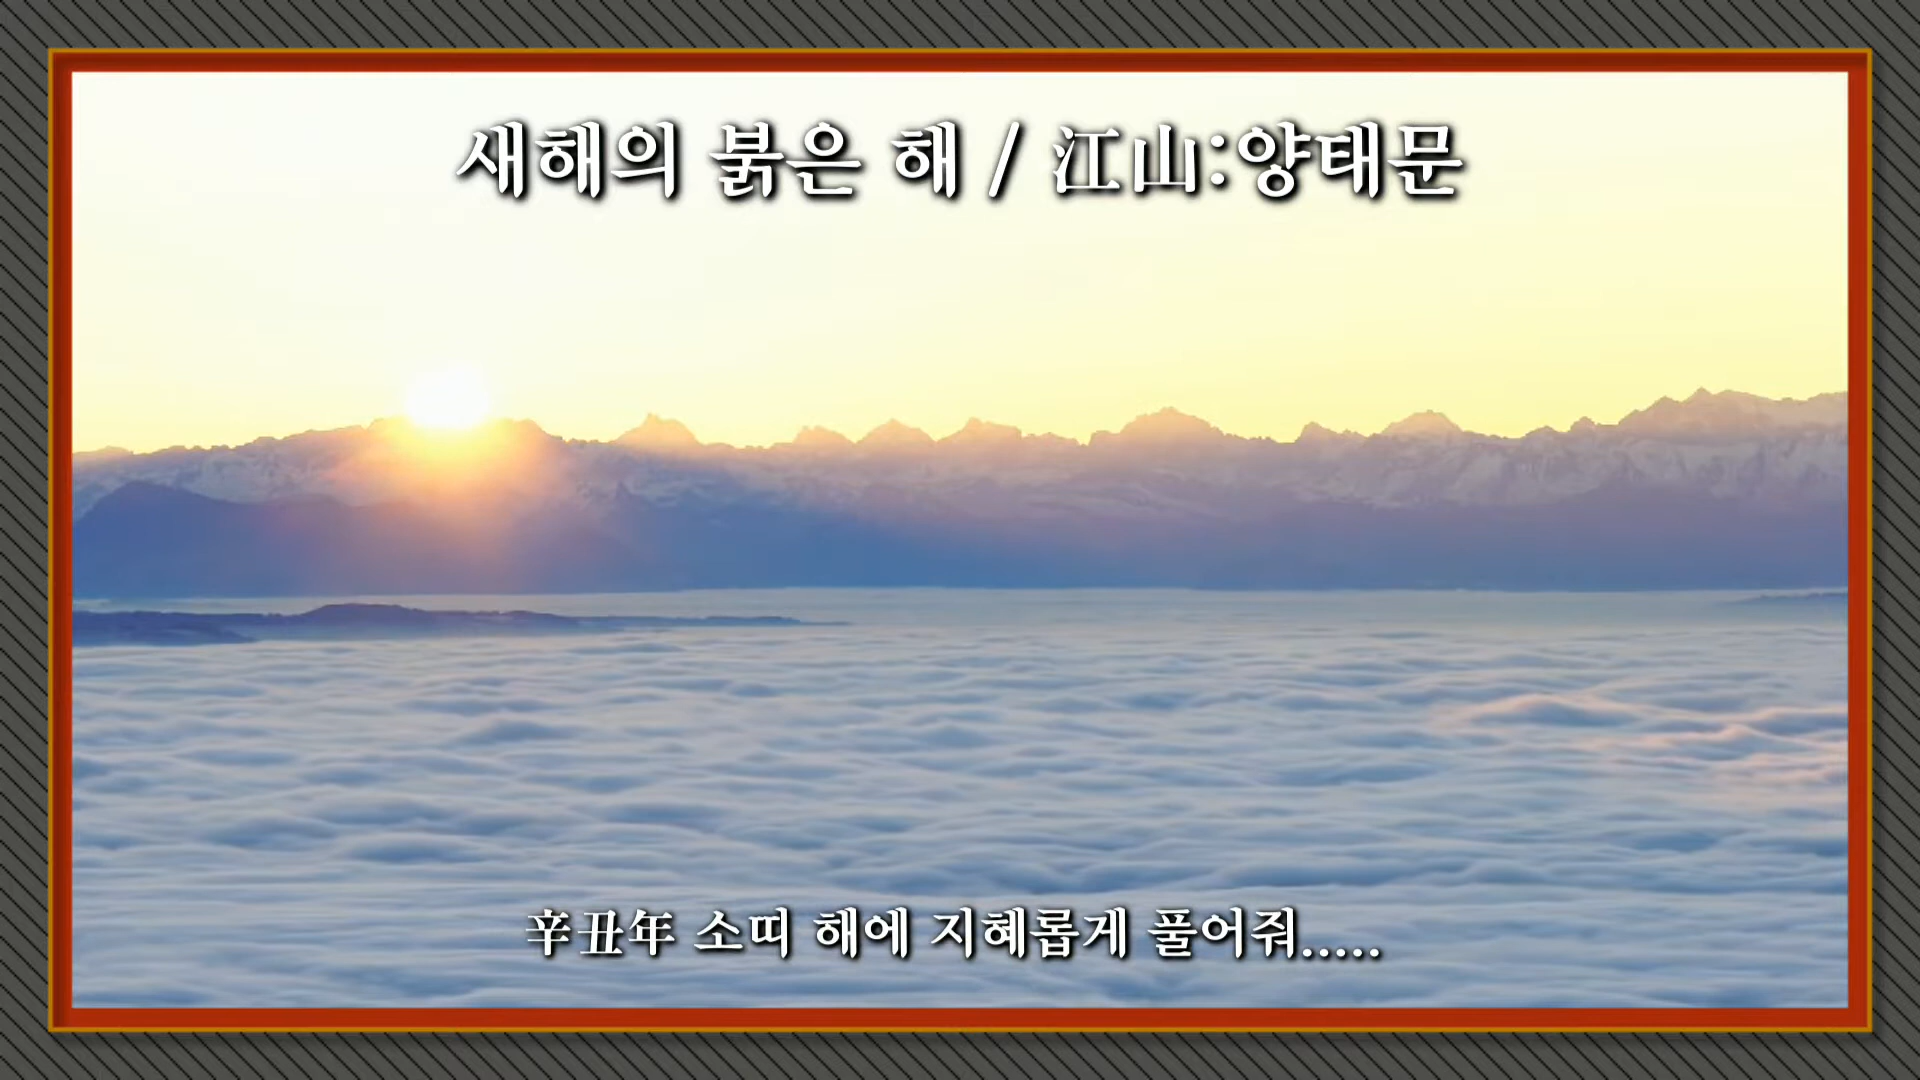 새해의 붉은 해 / 江山:양태문
辛丑年 소띠 해에 지혜롭게 풀어줘.....